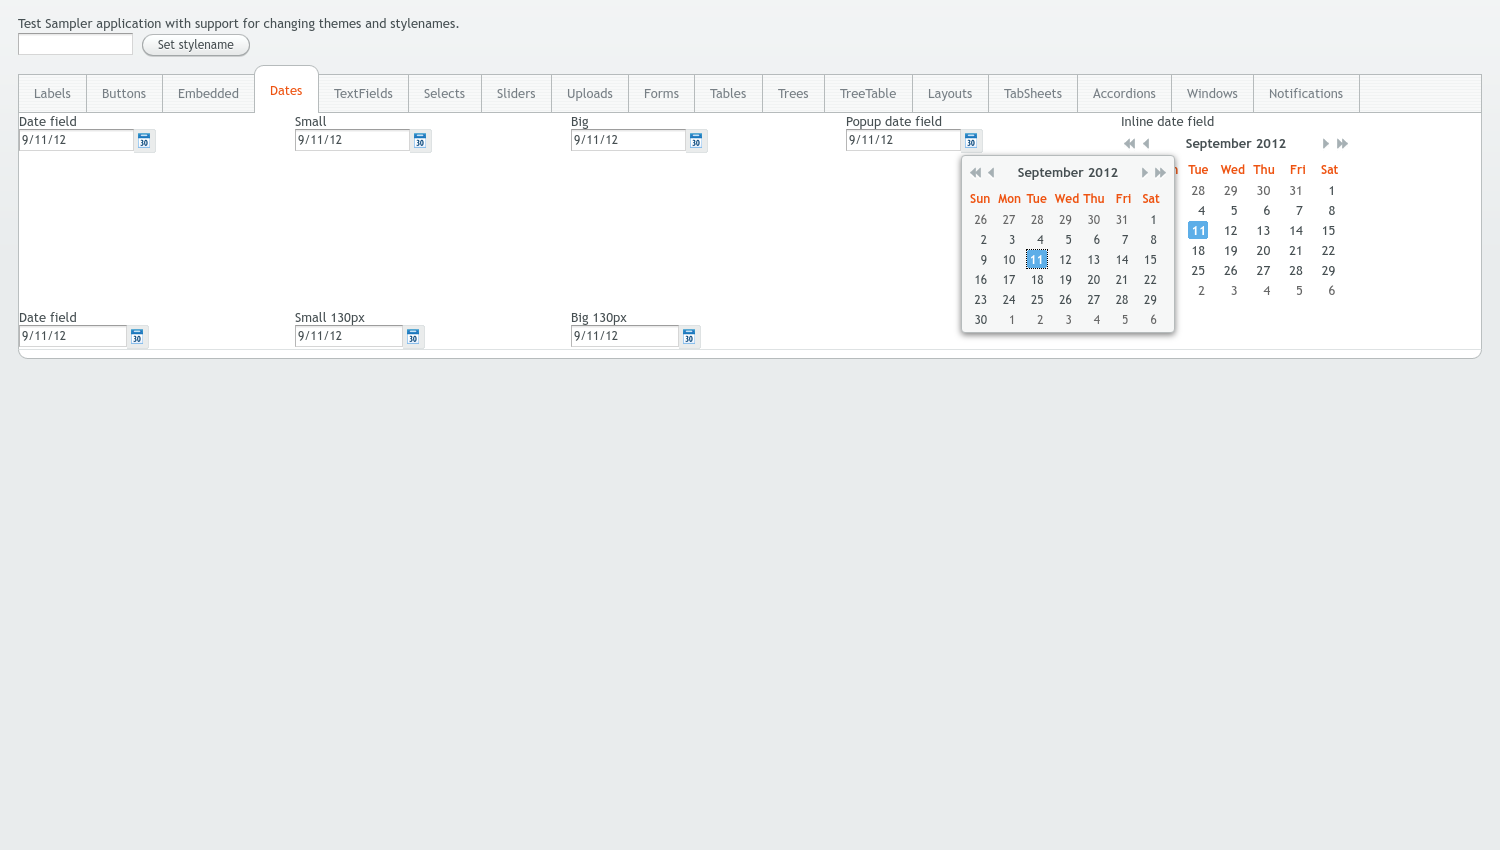 Test Sampler application with support for changing themes and stylenames.
Set stylename
Labels Buttons Embedded Dates TextFields Selects Sliders Uploads Forms Tables Trees TreeTable Layouts TabSheets Accordions Windows Notifications
Date field Small Big Popup date field Inline date field
9/11/12 30 9/11/12 30 9/11/12 30 9/11/12 30
September 2012
Sun Mon Tue Wed Thu Fri Sat
26 27 28 29 30 31 1
2 3 4 5 6 7 8
9 10 11 12 13 14 15
16 17 18 19 20 21 22
23 24 25 26 27 28 29
30 1 2 3 4 5 6
September 2012
Tue Wed Thu Fri Sat
28 29 30 31 1
4 5 6 7 8
11 12 13 14 15
18 19 20 21 22
25 26 27 28 29
2 3 4 5 6
Date field Small 130px Big 130px
9/11/12 30 9/11/12 30 9/11/12 30